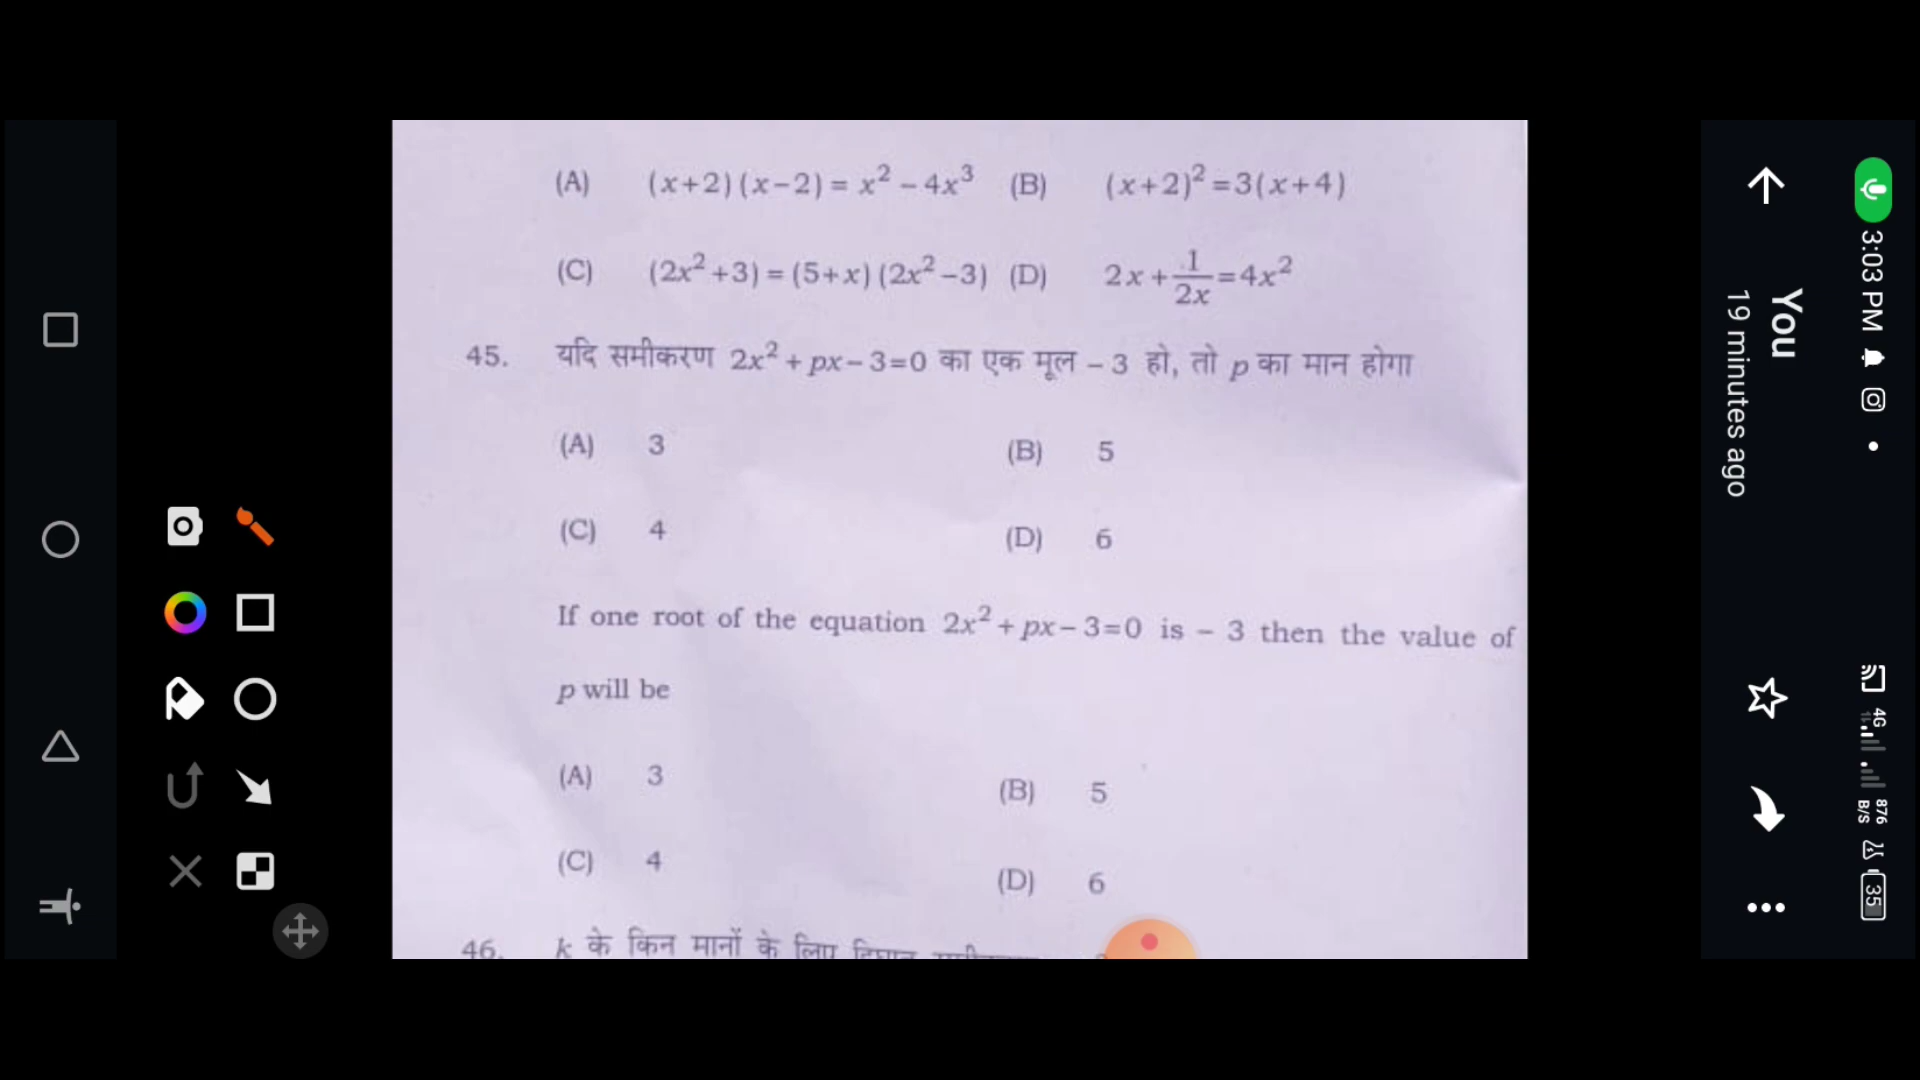 (A) (x+2)(x−2) = x² − 4x³ (B) (x+2)² = 3(x+4)
(C) (2x²+3) = (5+x)(2x²−3) (D) 2x + 1/2x = 4x²
45. यदि समीकरण 2x² + px − 3=0 का एक मूल − 3 हो, तो p का मान होगा
(A) 3 (B) 5
(C) 4 (D) 6
If one root of the equation 2x² + px − 3=0 is − 3 then the value of
p will be
(A) 3 (B) 5
(C) 4 (D) 6
46. k के किन मानों के लिए
You
19 minutes ago
3:03 PM
4G
876 B/S
35